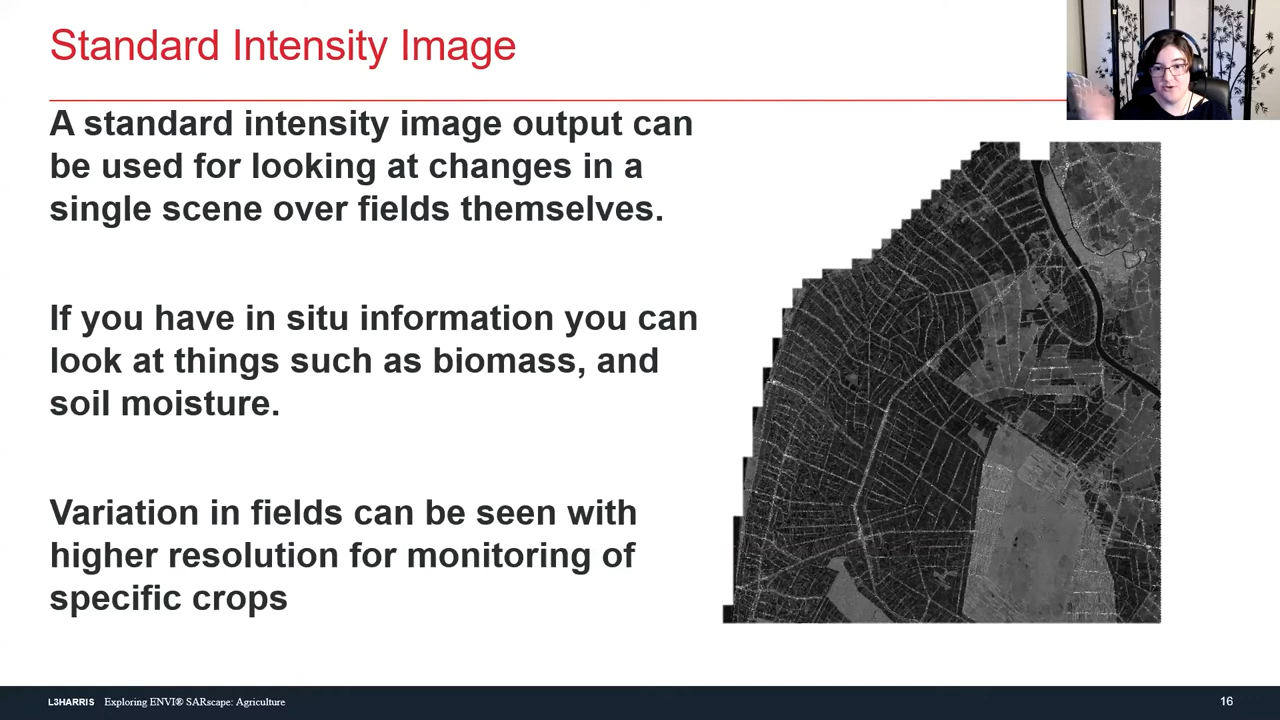 Standard Intensity Image
A standard intensity image output can
be used for looking at changes in a
single scene over fields themselves.
If you have in situ information you can
look at things such as biomass, and
soil moisture.
Variation in fields can be seen with
higher resolution for monitoring of
specific crops
L3HARRIS Exploring ENVI® SARscape: Agriculture 16